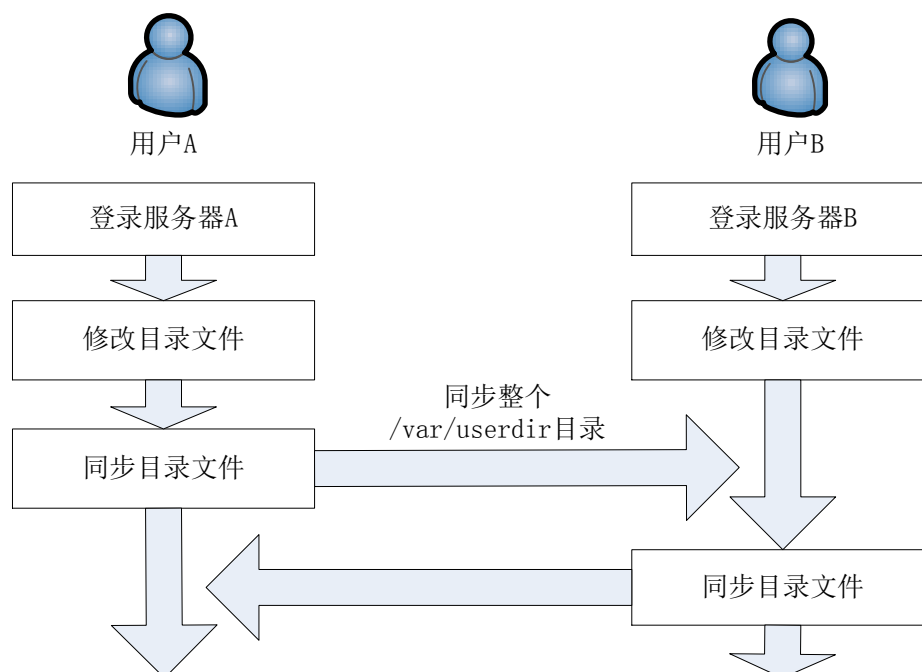 用户A
用户B
登录服务器A
登录服务器B
修改目录文件
修改目录文件
同步整个
/var/userdir目录
同步目录文件
同步目录文件